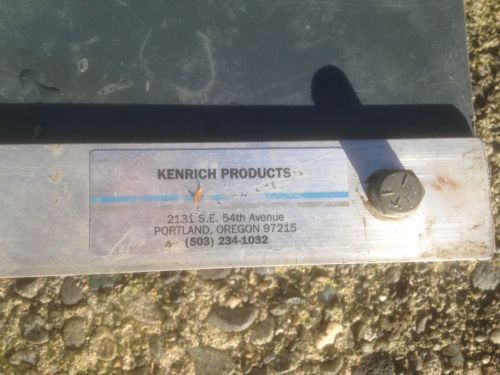 KENRICH PRODUCTS
2131 S.E. 54th Avenue
PORTLAND, OREGON 97215
(503) 234-1032